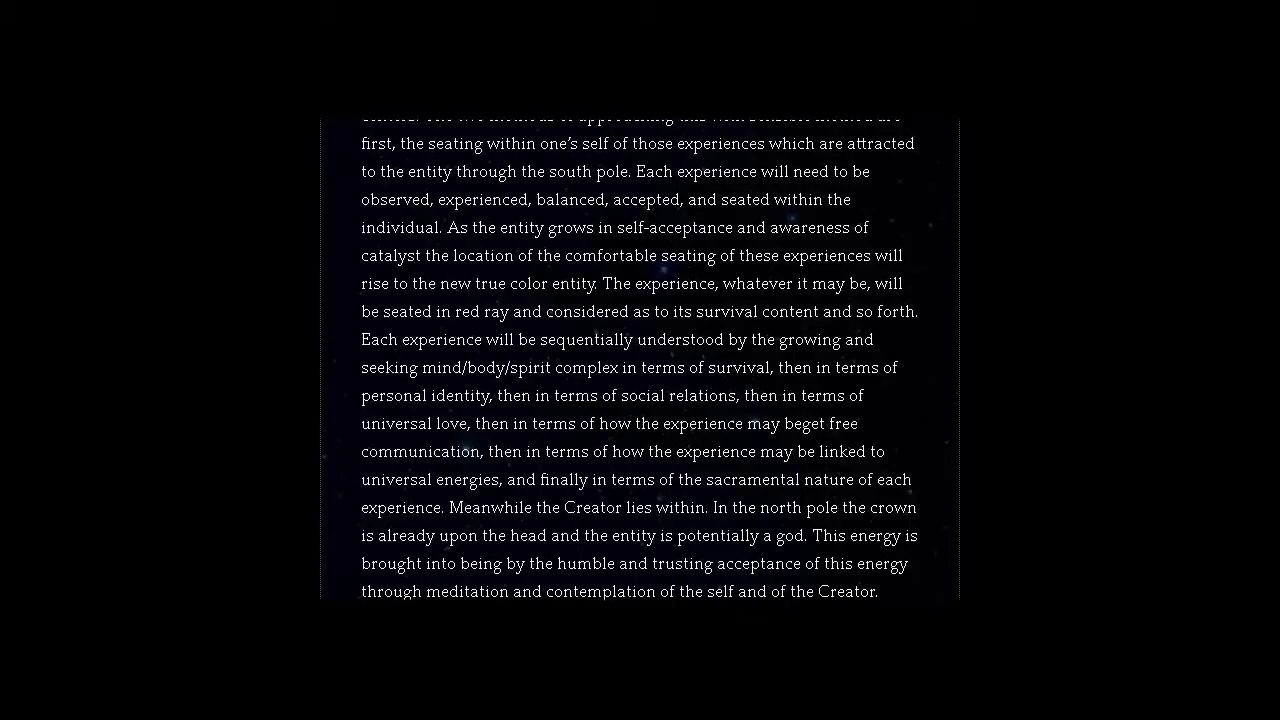 first, the seating within one’s self of those experiences which are attracted
to the entity through the south pole. Each experience will need to be
observed, experienced, balanced, accepted, and seated within the
individual. As the entity grows in self-acceptance and awareness of
catalyst the location of the comfortable seating of these experiences will
rise to the new true color entity. The experience, whatever it may be, will
be seated in red ray and considered as to its survival content and so forth.
Each experience will be sequentially understood by the growing and
seeking mind/body/spirit complex in terms of survival, then in terms of
personal identity, then in terms of social relations, then in terms of
universal love, then in terms of how the experience may beget free
communication, then in terms of how the experience may be linked to
universal energies, and finally in terms of the sacramental nature of each
experience. Meanwhile the Creator lies within. In the north pole the crown
is already upon the head and the entity is potentially a god. This energy is
brought into being by the humble and trusting acceptance of this energy
through meditation and contemplation of the self and of the Creator.